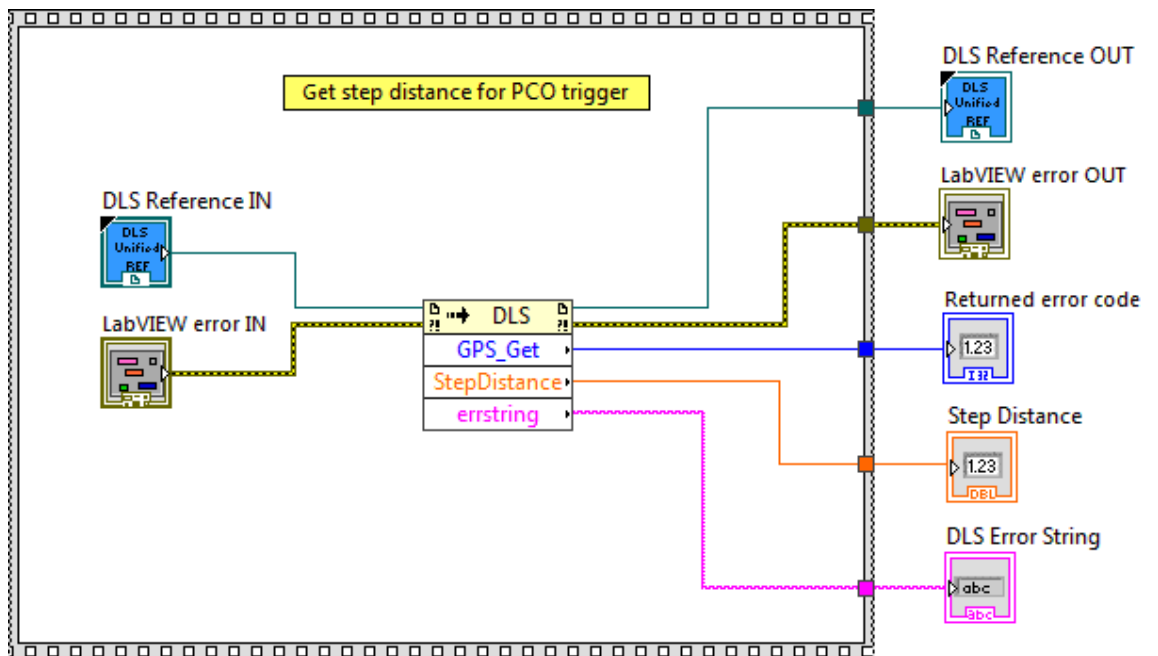 Get step distance for PCO trigger
DLS Reference IN
DLS
Unified
REF
LabVIEW error IN
?!
DLS
?!
GPS_Get
StepDistance
errstring
DLS Reference OUT
DLS
Unified
REF
LabVIEW error OUT
Returned error code
1.23
I32
Step Distance
1.23
DBL
DLS Error String
abc
abc